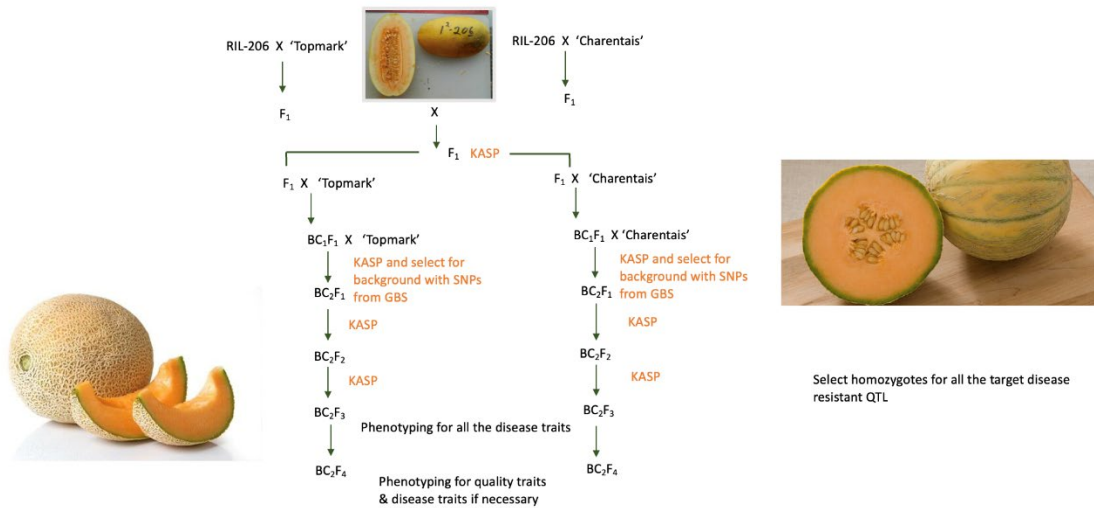 RIL-206 X 'Topmark'
F₁
1²-206
X
RIL-206 X 'Charentais'
F₁
F₁ KASP
F₁ X 'Topmark'
BC₁F₁ X 'Topmark'
KASP and select for
background with SNPs
from GBS
BC₂F₁
KASP
BC₂F₂
KASP
BC₂F₃
BC₂F₄
F₁ X 'Charentais'
BC₁F₁ X 'Charentais'
KASP and select for
background with SNPs
from GBS
BC₂F₁
KASP
BC₂F₂
KASP
BC₂F₃
BC₂F₄
Phenotyping for all the disease traits
Phenotyping for quality traits
& disease traits if necessary
Select homozygotes for all the target disease
resistant QTL